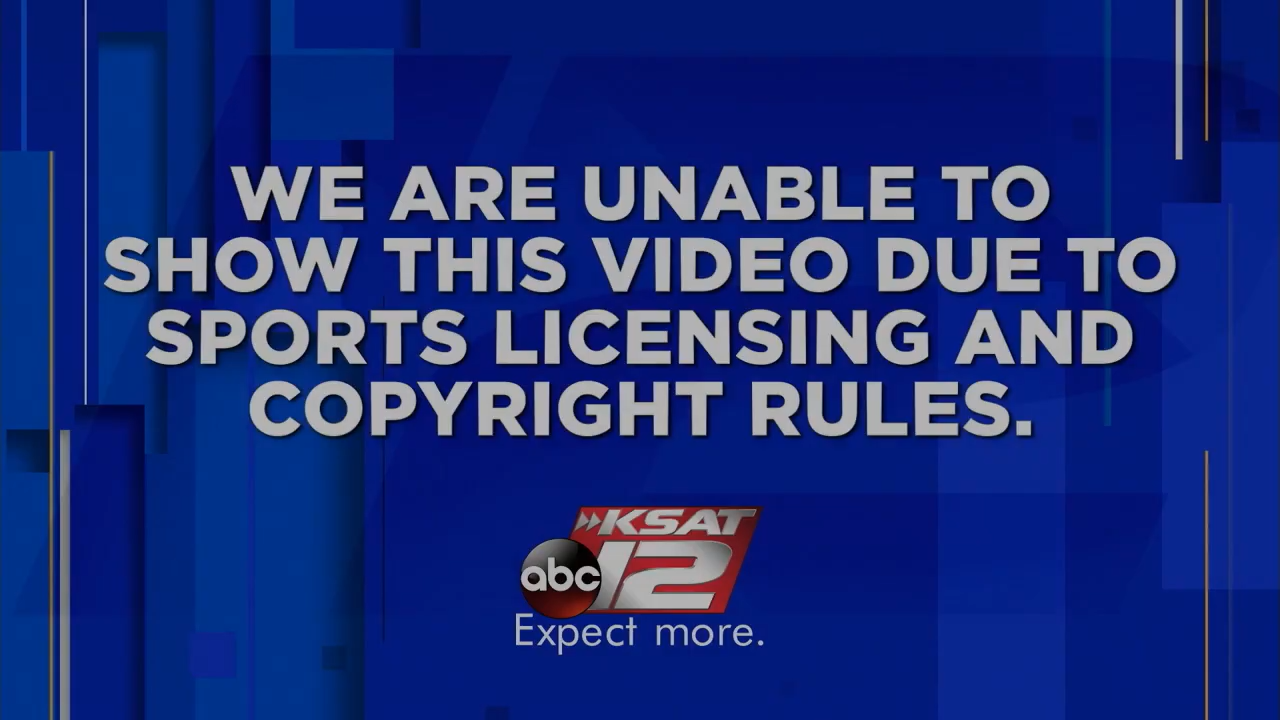 WE ARE UNABLE TO
SHOW THIS VIDEO DUE TO
SPORTS LICENSING AND
COPYRIGHT RULES.
KSAT
abc 12
Expect more.